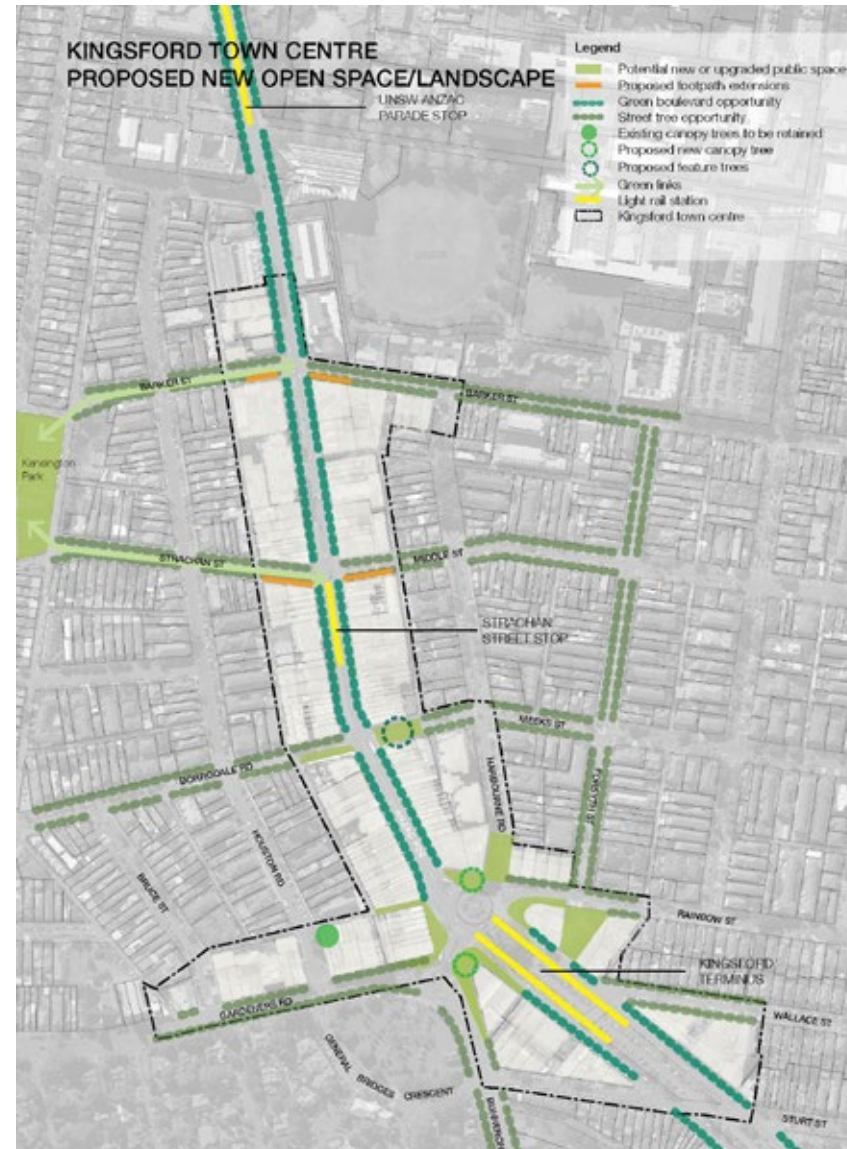 KINGSFORD TOWN CENTRE
PROPOSED NEW OPEN SPACE/LANDSCAPE
UNSW ANZAC
PARADE STOP
Legend
Potential new or upgraded public space
Proposed footpath extensions
Green boulevard opportunity
Street tree opportunity
Existing canopy trees to be retained
Proposed new canopy tree
Proposed feature trees
Green links
Light rail station
Kingsford town centre
BARKER ST
BARKER ST
Kensington
Park
STRACHAN ST
MIDDLE ST
STRACHAN
STREET STOP
MEEKS ST
BORRODALE RD
HARBOURNE RD
FORSYTH ST
HOUSTON RD
BRUCE ST
RAINBOW ST
KINGSFORD
TERMINUS
GARDENERS RD
WALLACE ST
GENERAL BRIDGES CRESCENT
STURT ST